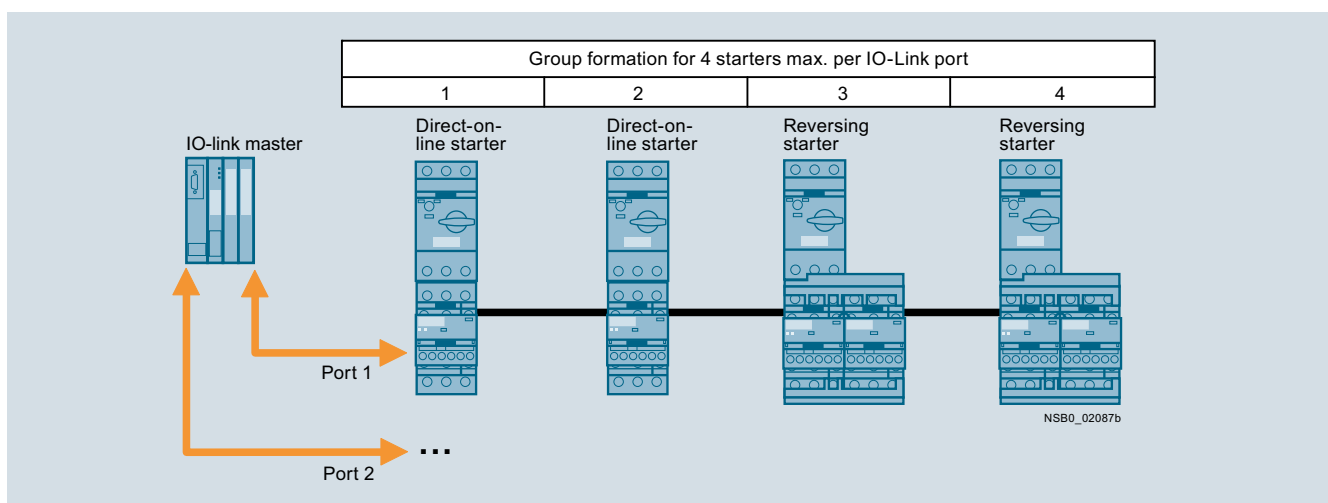 Group formation for 4 starters max. per IO-Link port
1 2 3 4
Direct-on-
line starter
Direct-on-
line starter
Reversing
starter
Reversing
starter
IO-link master
Port 1
NSB0_02087b
...
Port 2